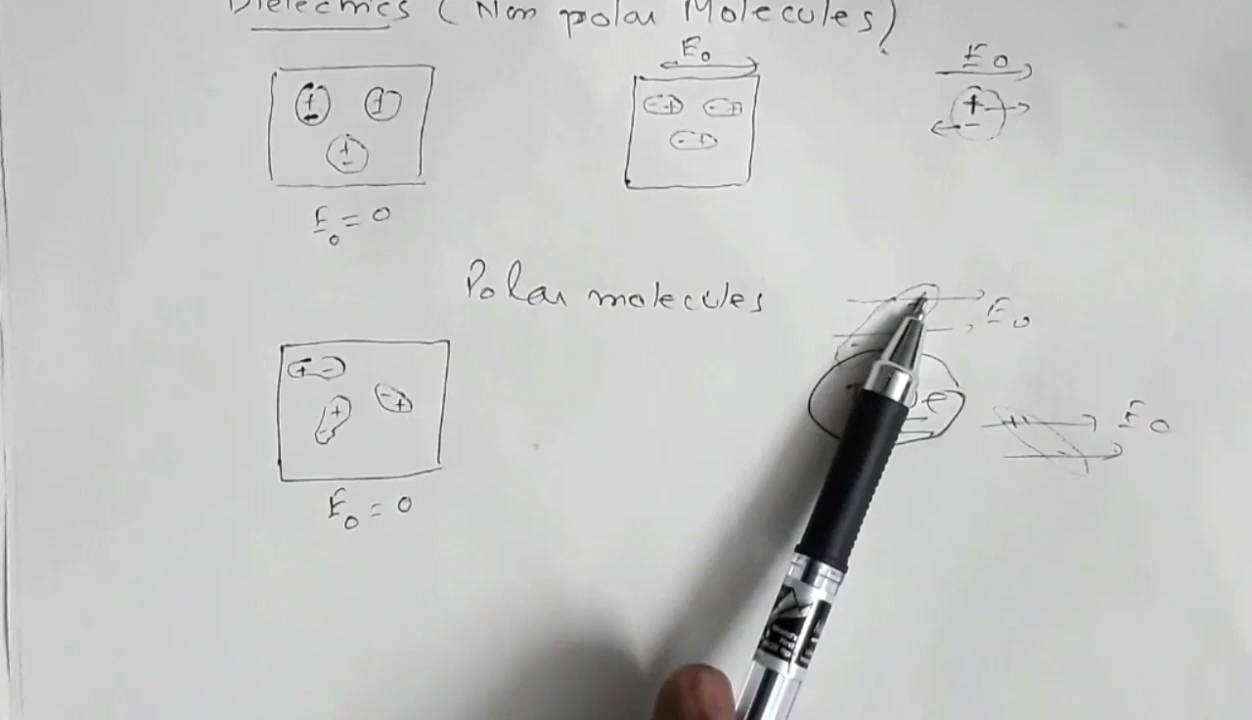 Dielectrics (Non polar Molecules)
E₀
E₀
+ - + - + -
- + - + - +
+ -
E₀ = 0
Polar molecules
E₀
+ -
- +
+ -
E₀
E₀ = 0